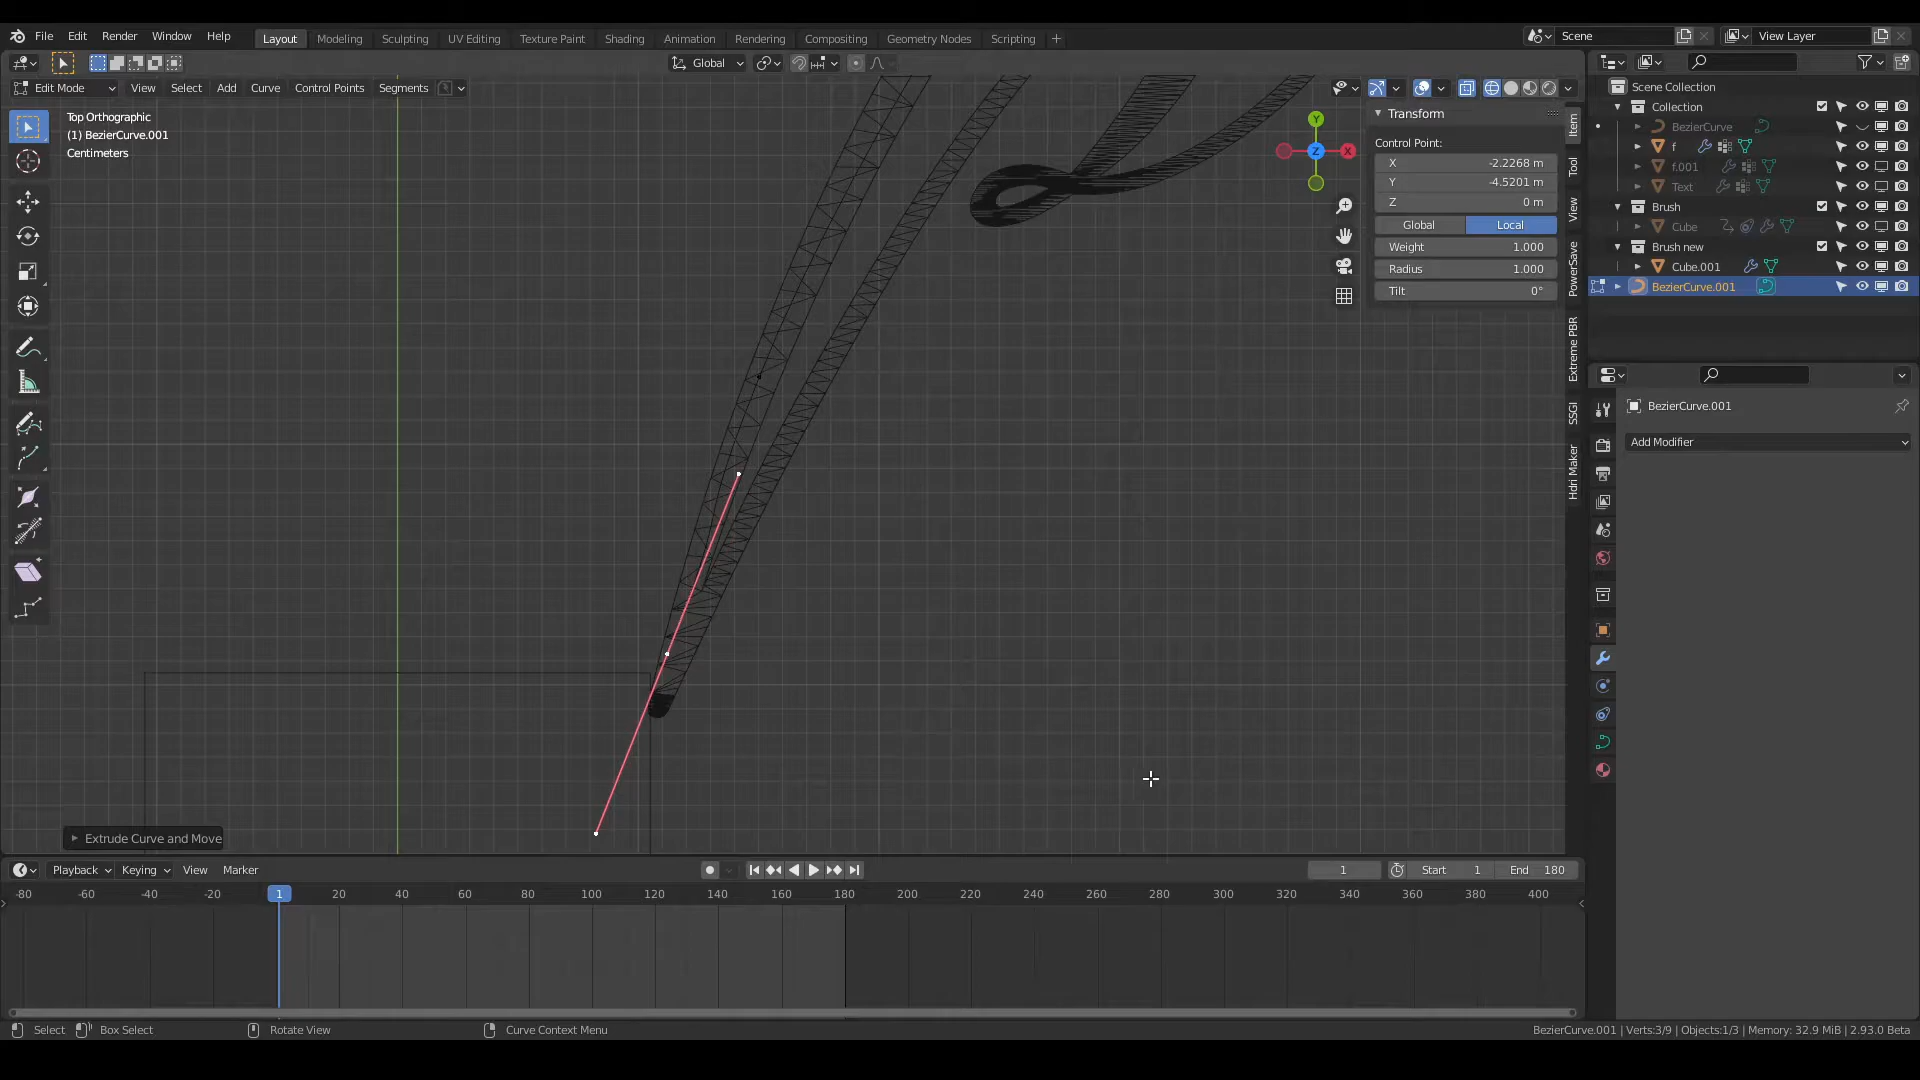 File Edit Render Window Help Layout Modeling Sculpting UV Editing Texture Paint Shading Animation Rendering Compositing Geometry Nodes Scripting + Scene View Layer
Global
Edit Mode View Select Add Curve Control Points Segments
Top Orthographic
(1) BezierCurve.001
Centimeters
Y
Z
X
Transform
Control Point:
X -2.2268 m
Y -4.5201 m
Z 0 m
Global Local
Weight 1.000
Radius 1.000
Tilt 0°
Item
Tool
View
PowerSave
Extreme PBR
SSGI
Hdri Maker
Scene Collection
Collection
BezierCurve
f
f.001
Text
Brush
Cube
Brush new
Cube.001
BezierCurve.001
BezierCurve.001
Add Modifier
Extrude Curve and Move
Playback Keying View Marker 1 Start 1 End 180
-80 -60 -40 -20 1 20 40 60 80 100 120 140 160 180 200 220 240 260 280 300 320 340 360 380 400
Select Box Select Rotate View Curve Context Menu BezierCurve.001 | Verts:3/9 | Objects:1/3 | Memory: 32.9 MiB | 2.93.0 Beta